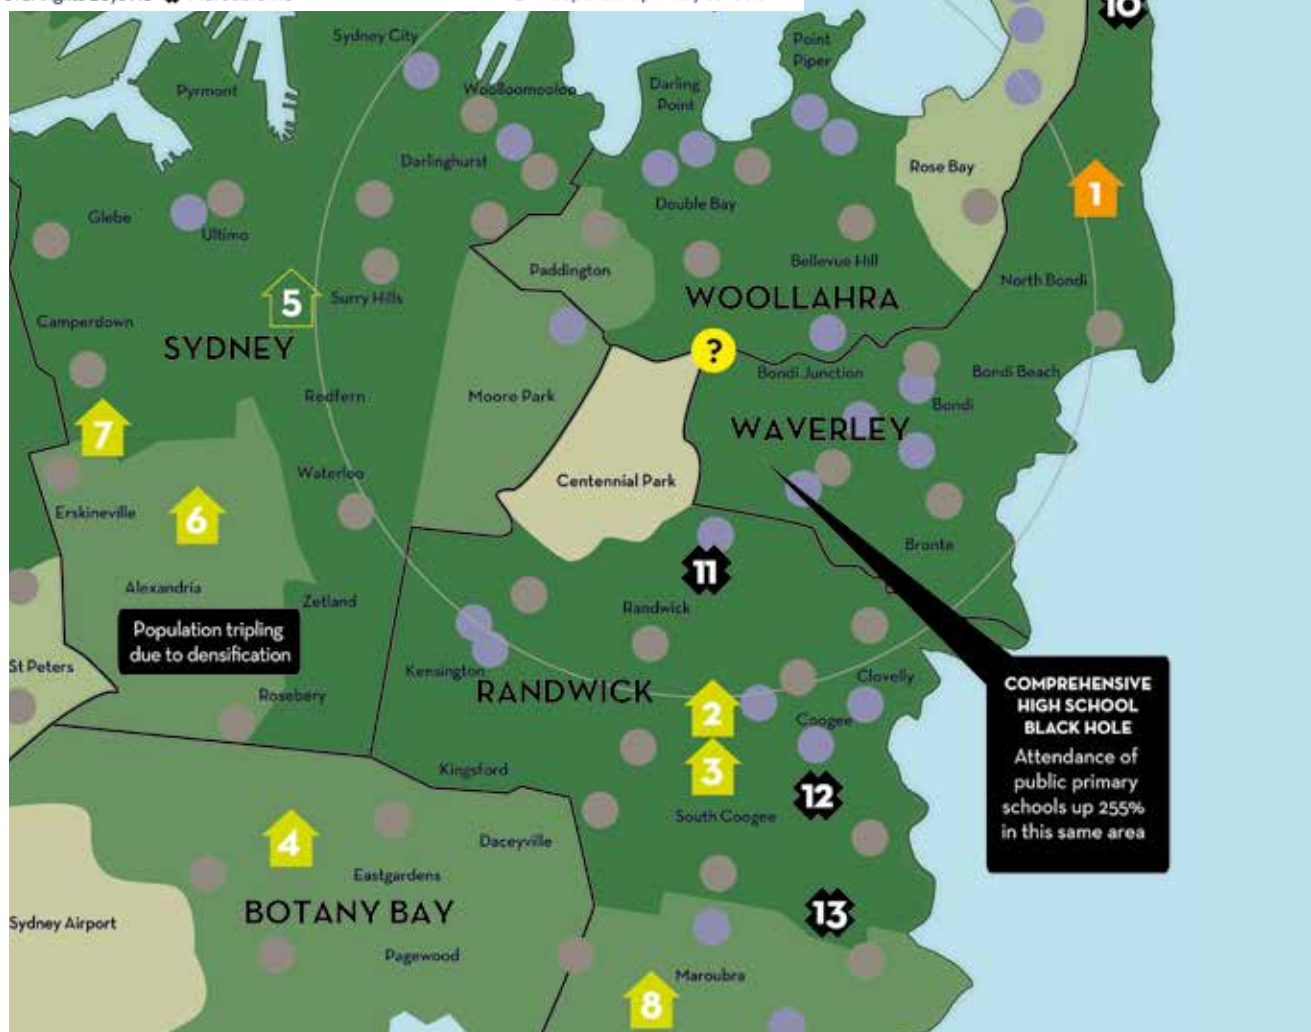 10
Sydney City
Point
Piper
Pyrmont
Woolloomooloo
Darling
Point
Darlinghurst
Rose Bay
1
Glebe
Ultimo
Double Bay
Paddington
Bellevue Hill
North Bondi
5
Surry Hills
WOOLLAHRA
Camperdown
SYDNEY
?
Bondi Junction
Bondi Beach
Redfern
Moore Park
Bondi
7
WAVERLEY
Waterloo
Centennial Park
Erskineville
6
Bronte
11
Alexandria
Zetland
Randwick
Population tripling
due to densification
St Peters
Kensington
RANDWICK
Clovelly
Rosebery
2
Coogee
COMPREHENSIVE
HIGH SCHOOL
BLACK HOLE
Attendance of
public primary
schools up 255%
in this same area
Kingsford
3
12
South Coogee
4
Daceyville
Eastgardens
BOTANY BAY
13
Sydney Airport
Pagewood
Maroubra
8